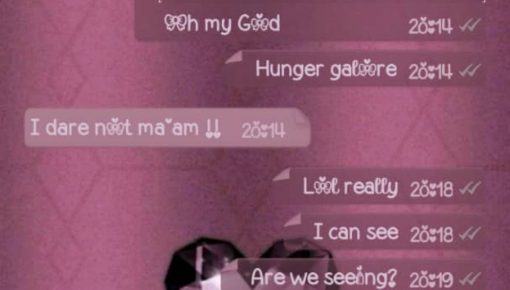 Oh my God 20:14
Hunger galore 20:14
I dare not ma'am !! 20:14
Lol really 20:18
I can see 20:18
Are we seeing? 20:19